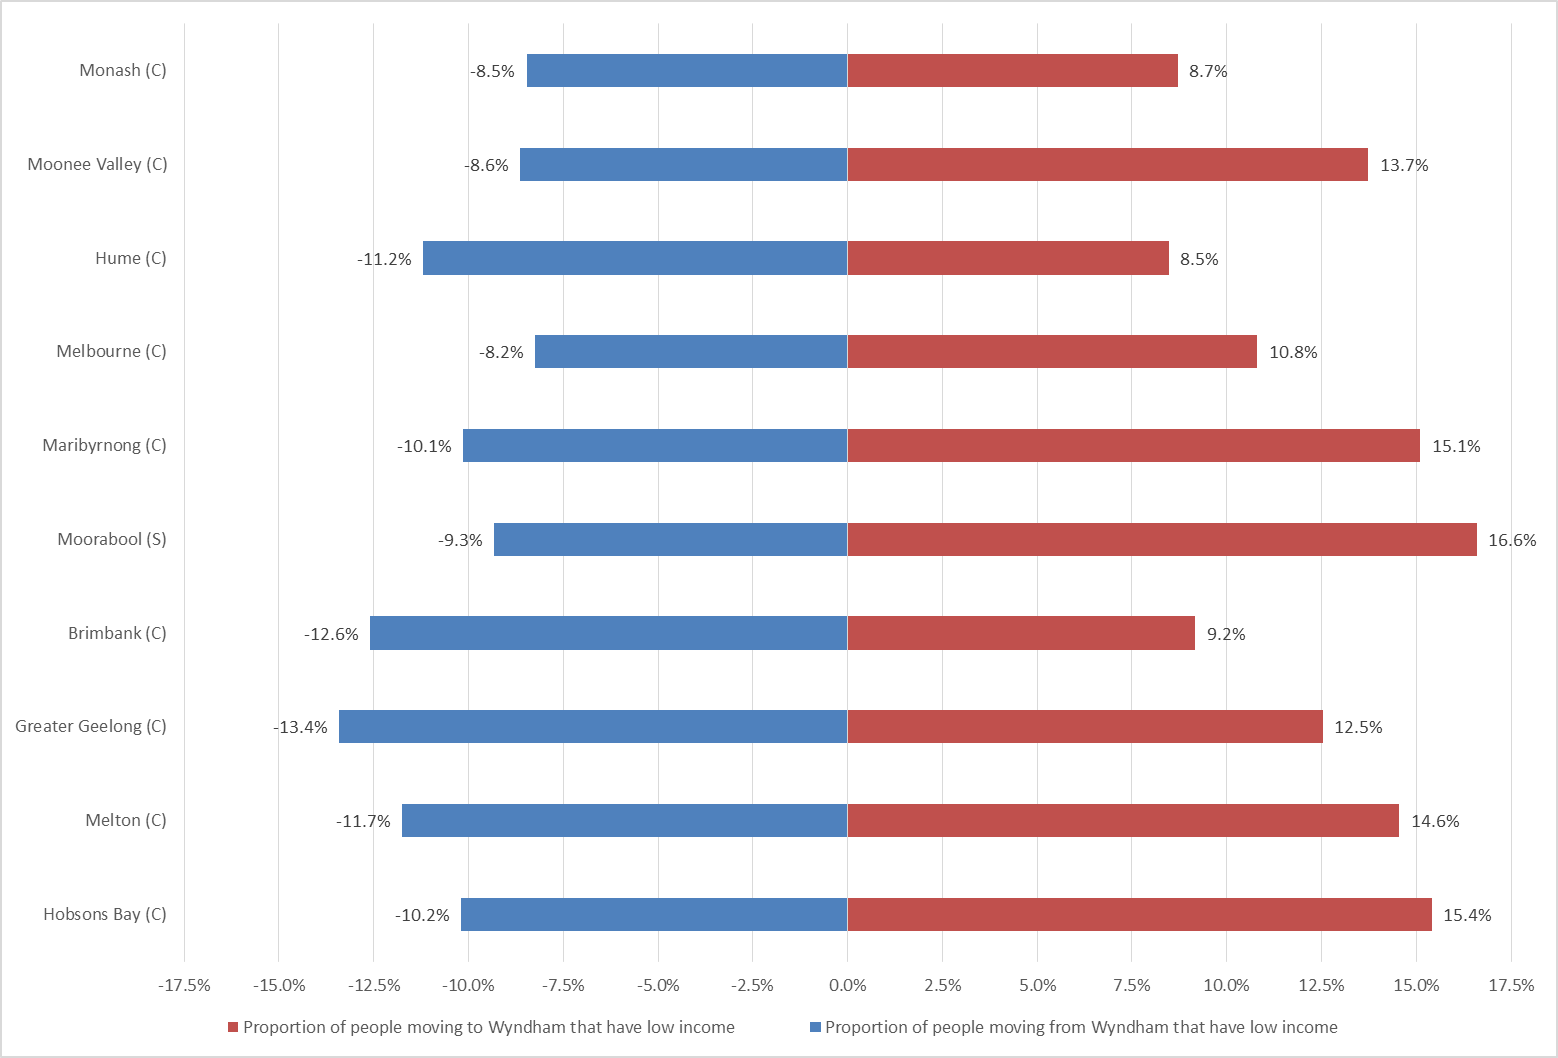 Monash (C) -8.5% 8.7%
Moonee Valley (C) -8.6% 13.7%
Hume (C) -11.2% 8.5%
Melbourne (C) -8.2% 10.8%
Maribyrnong (C) -10.1% 15.1%
Moorabool (S) -9.3% 16.6%
Brimbank (C) -12.6% 9.2%
Greater Geelong (C) -13.4% 12.5%
Melton (C) -11.7% 14.6%
Hobsons Bay (C) -10.2% 15.4%
-17.5% -15.0% -12.5% -10.0% -7.5% -5.0% -2.5% 0.0% 2.5% 5.0% 7.5% 10.0% 12.5% 15.0% 17.5%
Proportion of people moving to Wyndham that have low income Proportion of people moving from Wyndham that have low income